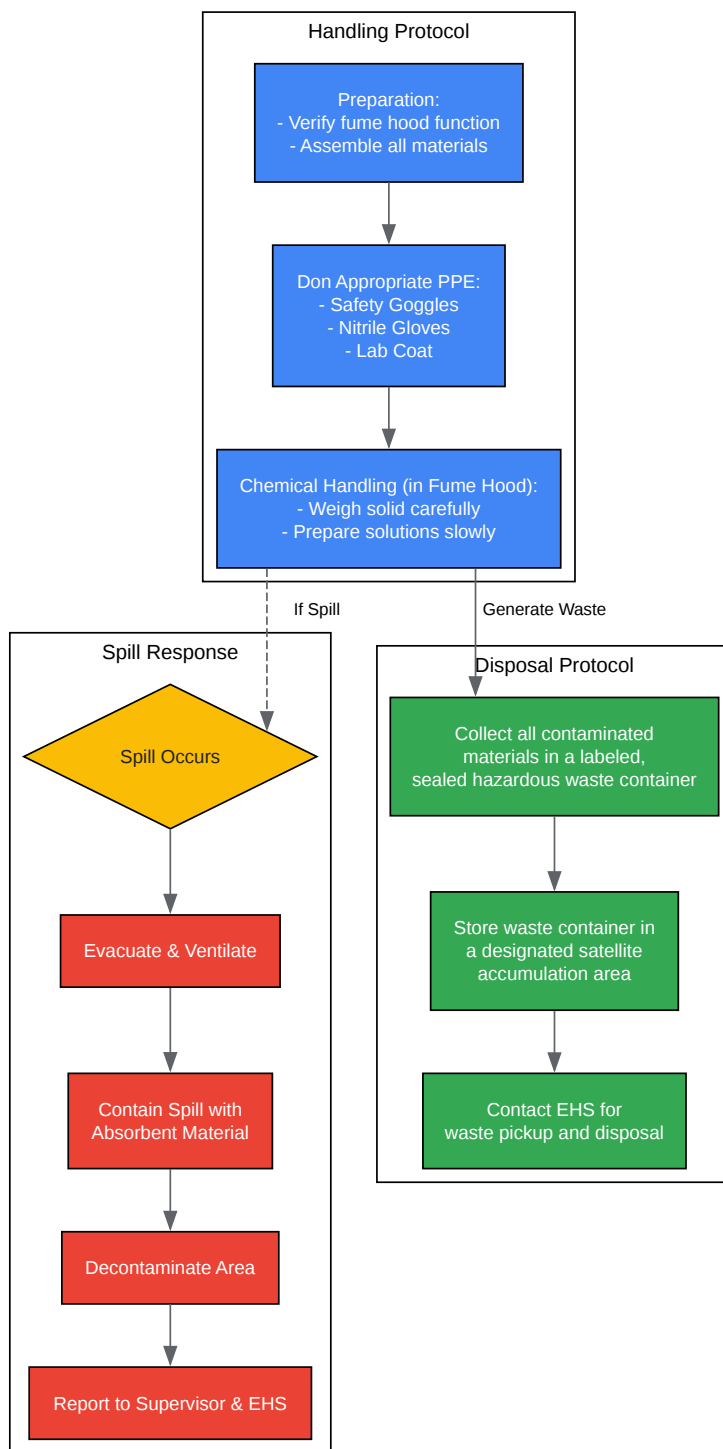 Handling Protocol
Preparation:
- Verify fume hood function
- Assemble all materials
Don Appropriate PPE:
- Safety Goggles
- Nitrile Gloves
- Lab Coat
Chemical Handling (in Fume Hood):
- Weigh solid carefully
- Prepare solutions slowly
If Spill
Generate Waste
Spill Response
Spill Occurs
Evacuate & Ventilate
Contain Spill with
Absorbent Material
Decontaminate Area
Report to Supervisor & EHS
Disposal Protocol
Collect all contaminated
materials in a labeled,
sealed hazardous waste container
Store waste container in
a designated satellite
accumulation area
Contact EHS for
waste pickup and disposal